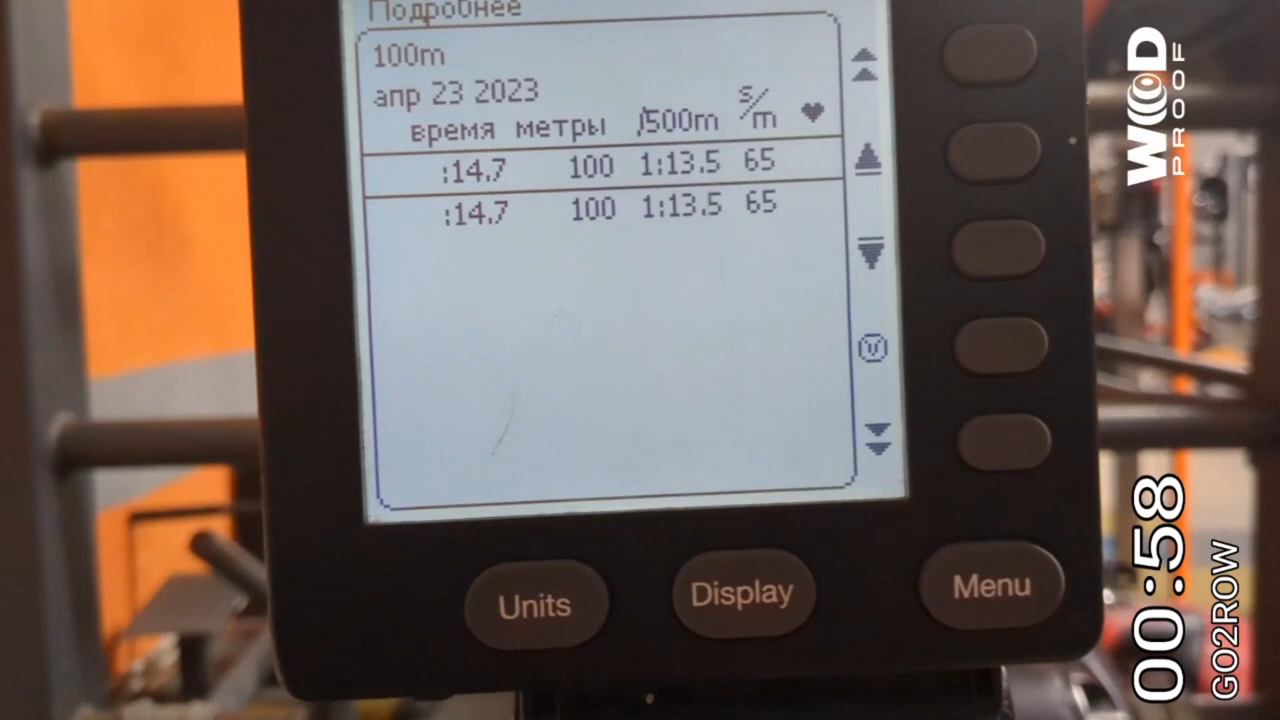 Подробнее
100m
апр 23 2023
время метры /500m s/m ♥
:14.7 100 1:13.5 65
:14.7 100 1:13.5 65
V
Units Display Menu
WOD
PROOF
00:58
GO2ROW